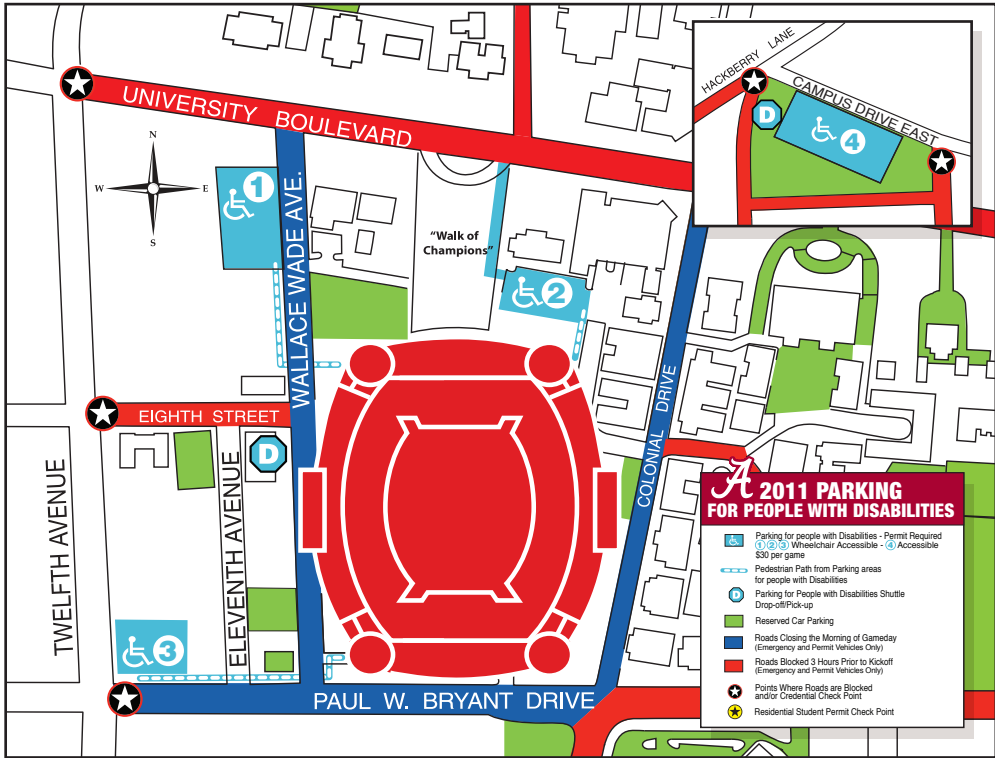 UNIVERSITY BOULEVARD
HACKBERRY LANE
CAMPUS DRIVE EAST
D
4
N
W E
S
1
WALLACE WADE AVE.
"Walk of
Champions"
2
COLONIAL DRIVE
EIGHTH STREET
D
TWELFTH AVENUE
ELEVENTH AVENUE
3
PAUL W. BRYANT DRIVE
A 2011 PARKING
FOR PEOPLE WITH DISABILITIES
Parking for people with Disabilities - Permit Required
1 2 3 Wheelchair Accessible - 4 Accessible
$30 per game
Pedestrian Path from Parking areas
for people with Disabilities
D
Parking for People with Disabilities Shuttle
Drop-off/Pick-up
Reserved Car Parking
Roads Closing the Morning of Gameday
(Emergency and Permit Vehicles Only)
Roads Blocked 3 Hours Prior to Kickoff
(Emergency and Permit Vehicles Only)
Points Where Roads are Blocked
and/or Credential Check Point
Residential Student Permit Check Point